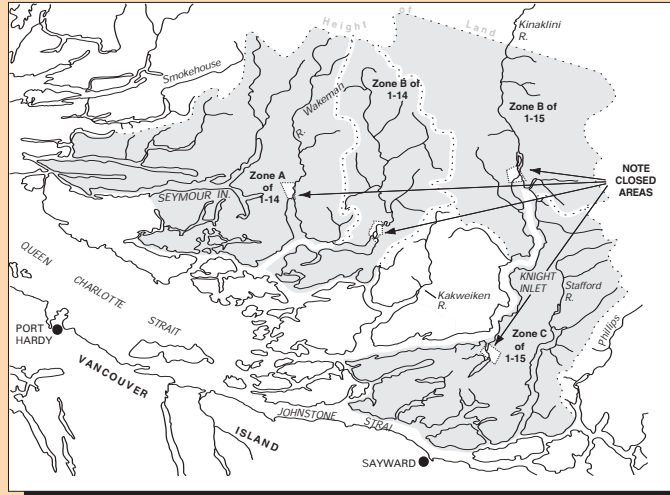 Height of Land
Kinaklini
R.
Smokehouse
Zone B of
1-14
Wakeman
R.
Zone B of
1-15
NOTE
CLOSED
AREAS
Zone A
of
1-14
SEYMOUR IN.
QUEEN
CHARLOTTE
STRAIT
KNIGHT
INLET
Stafford
R.
Kakweiken
R.
PORT
HARDY
Zone C
of
1-15
Phillips
VANCOUVER
ISLAND
JOHNSTONE STRAI
SAYWARD